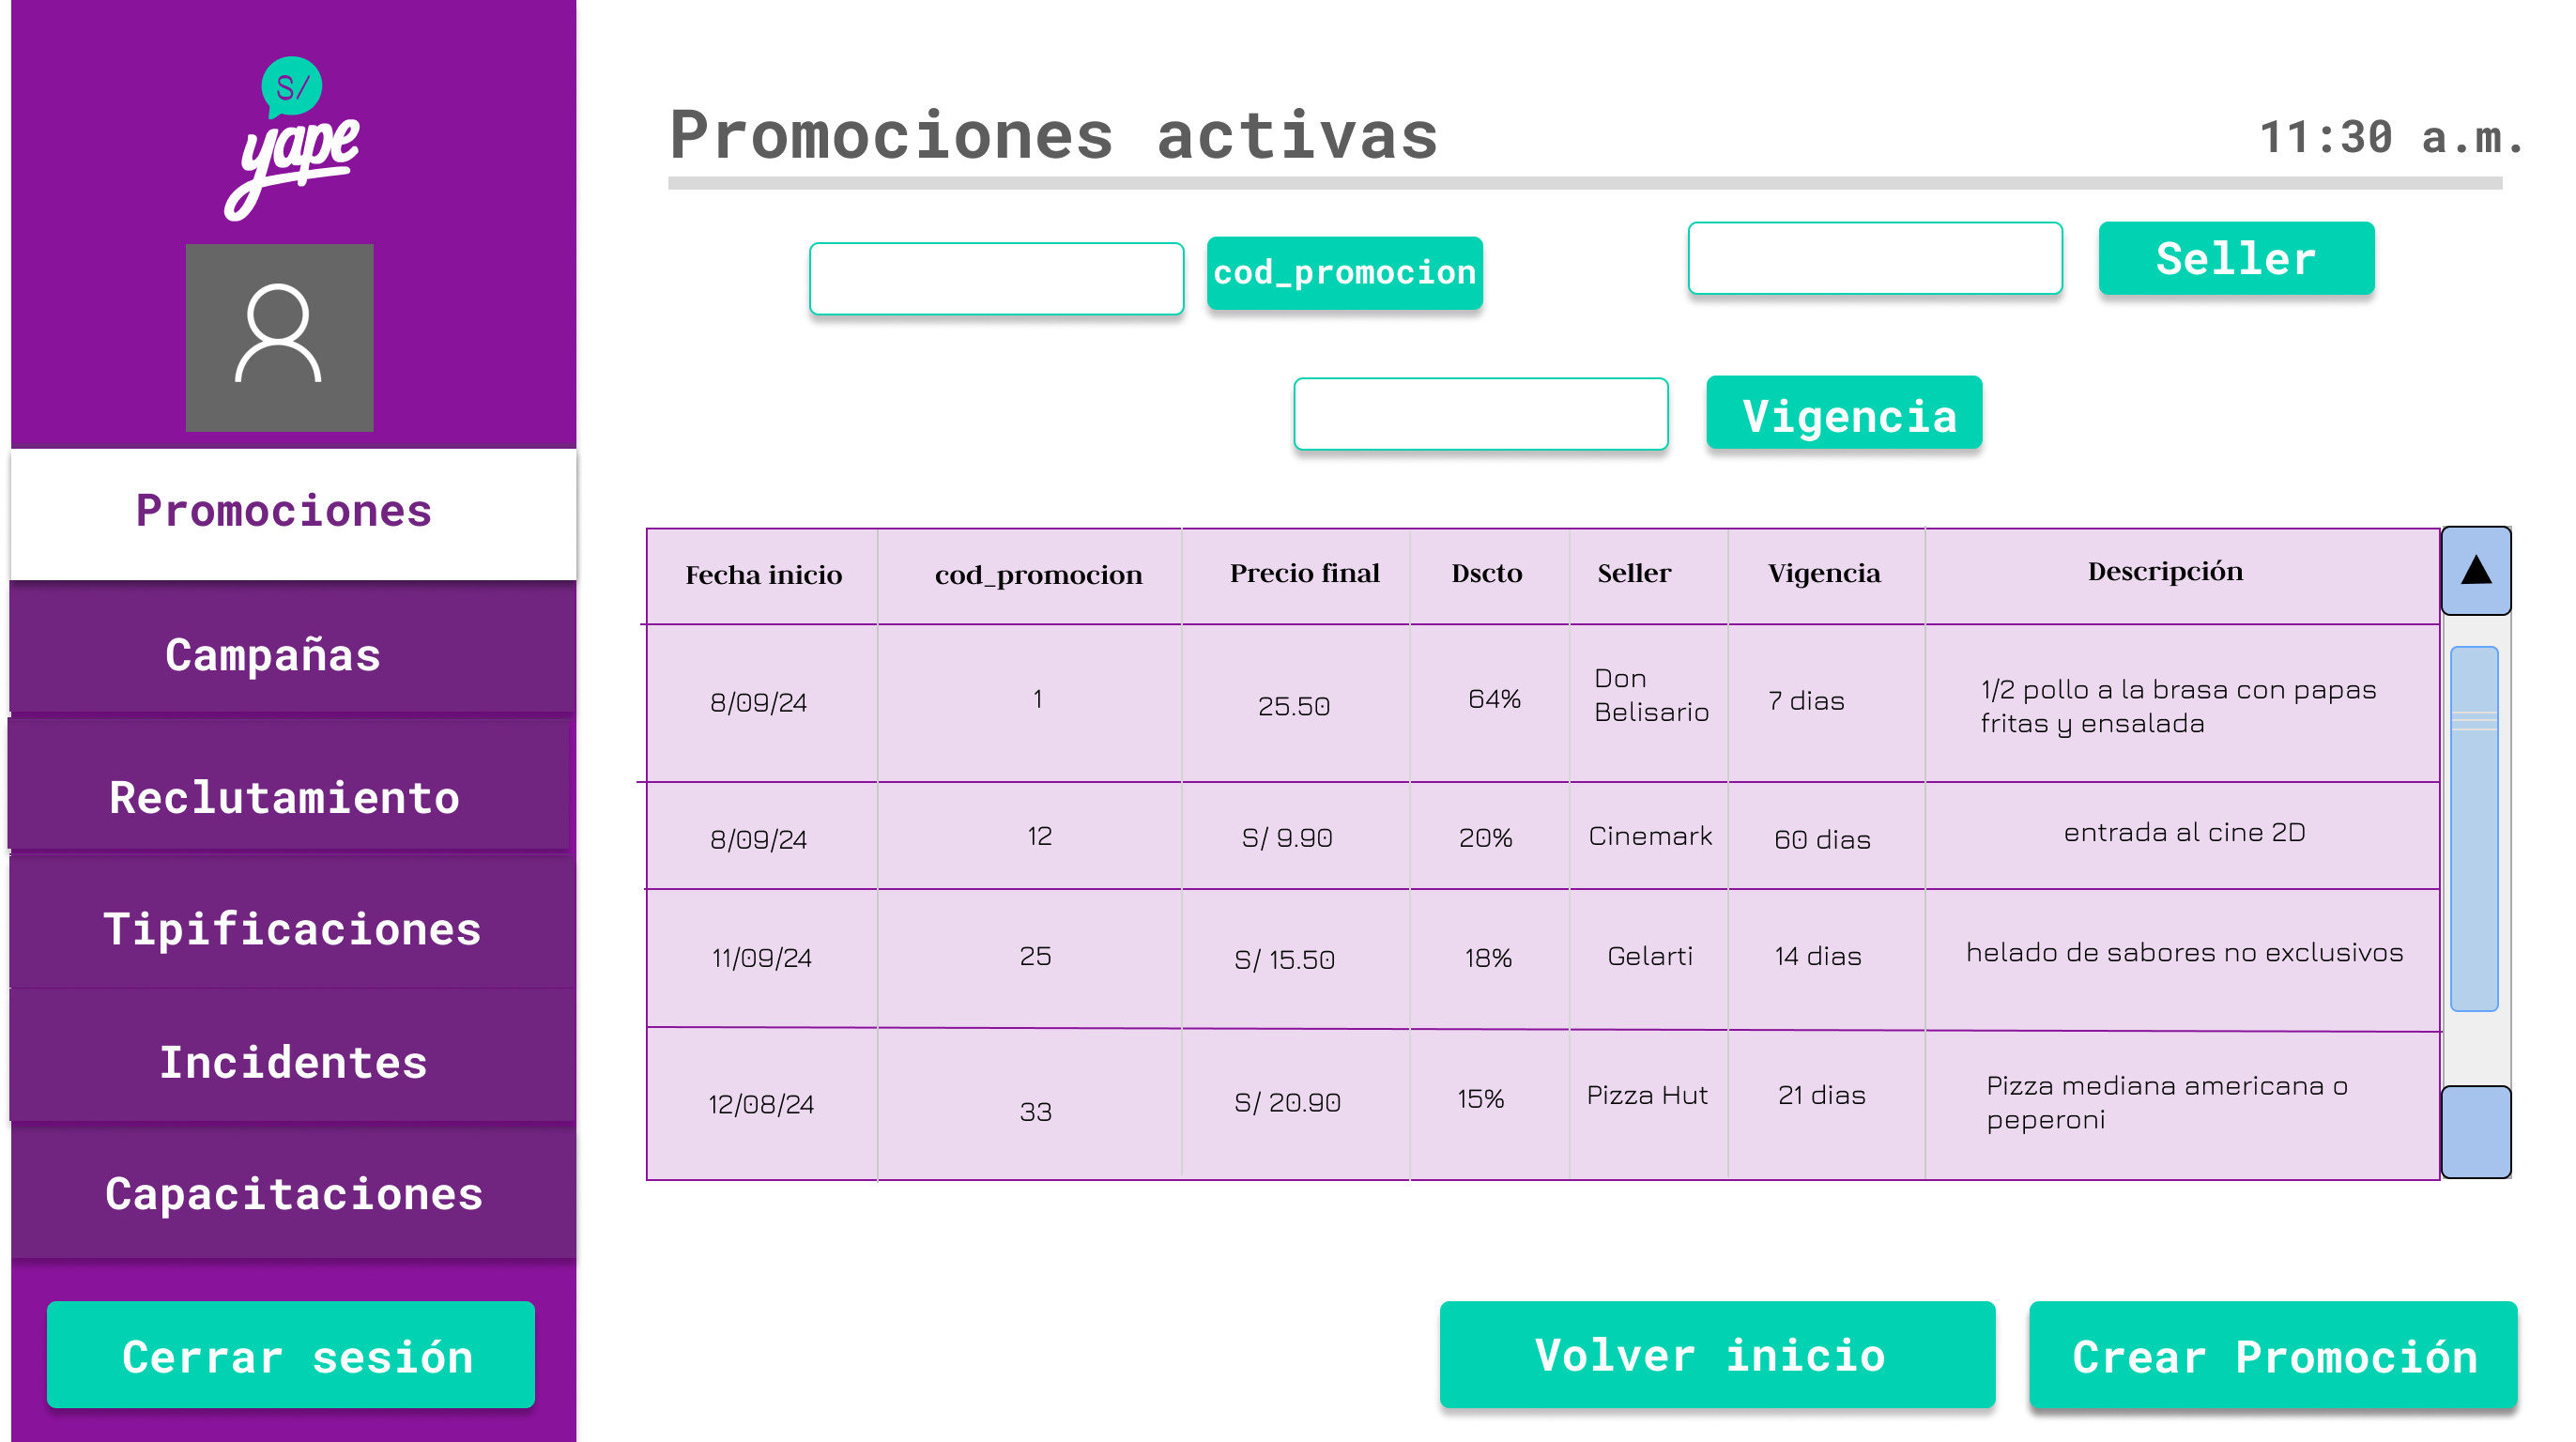 S/
yape
Promociones
Campañas
Reclutamiento
Tipificaciones
Incidentes
Capacitaciones
Cerrar sesión
Promociones activas
11:30 a.m.
cod_promocion
Seller
Vigencia
Fecha inicio cod_promocion Precio final Dscto Seller Vigencia Descripción
8/09/24 1 25.50 64% Don
Belisario 7 dias 1/2 pollo a la brasa con papas
fritas y ensalada
8/09/24 12 S/ 9.90 20% Cinemark 60 dias entrada al cine 2D
11/09/24 25 S/ 15.50 18% Gelarti 14 dias helado de sabores no exclusivos
12/08/24 33 S/ 20.90 15% Pizza Hut 21 dias Pizza mediana americana o
peperoni
Volver inicio
Crear Promoción